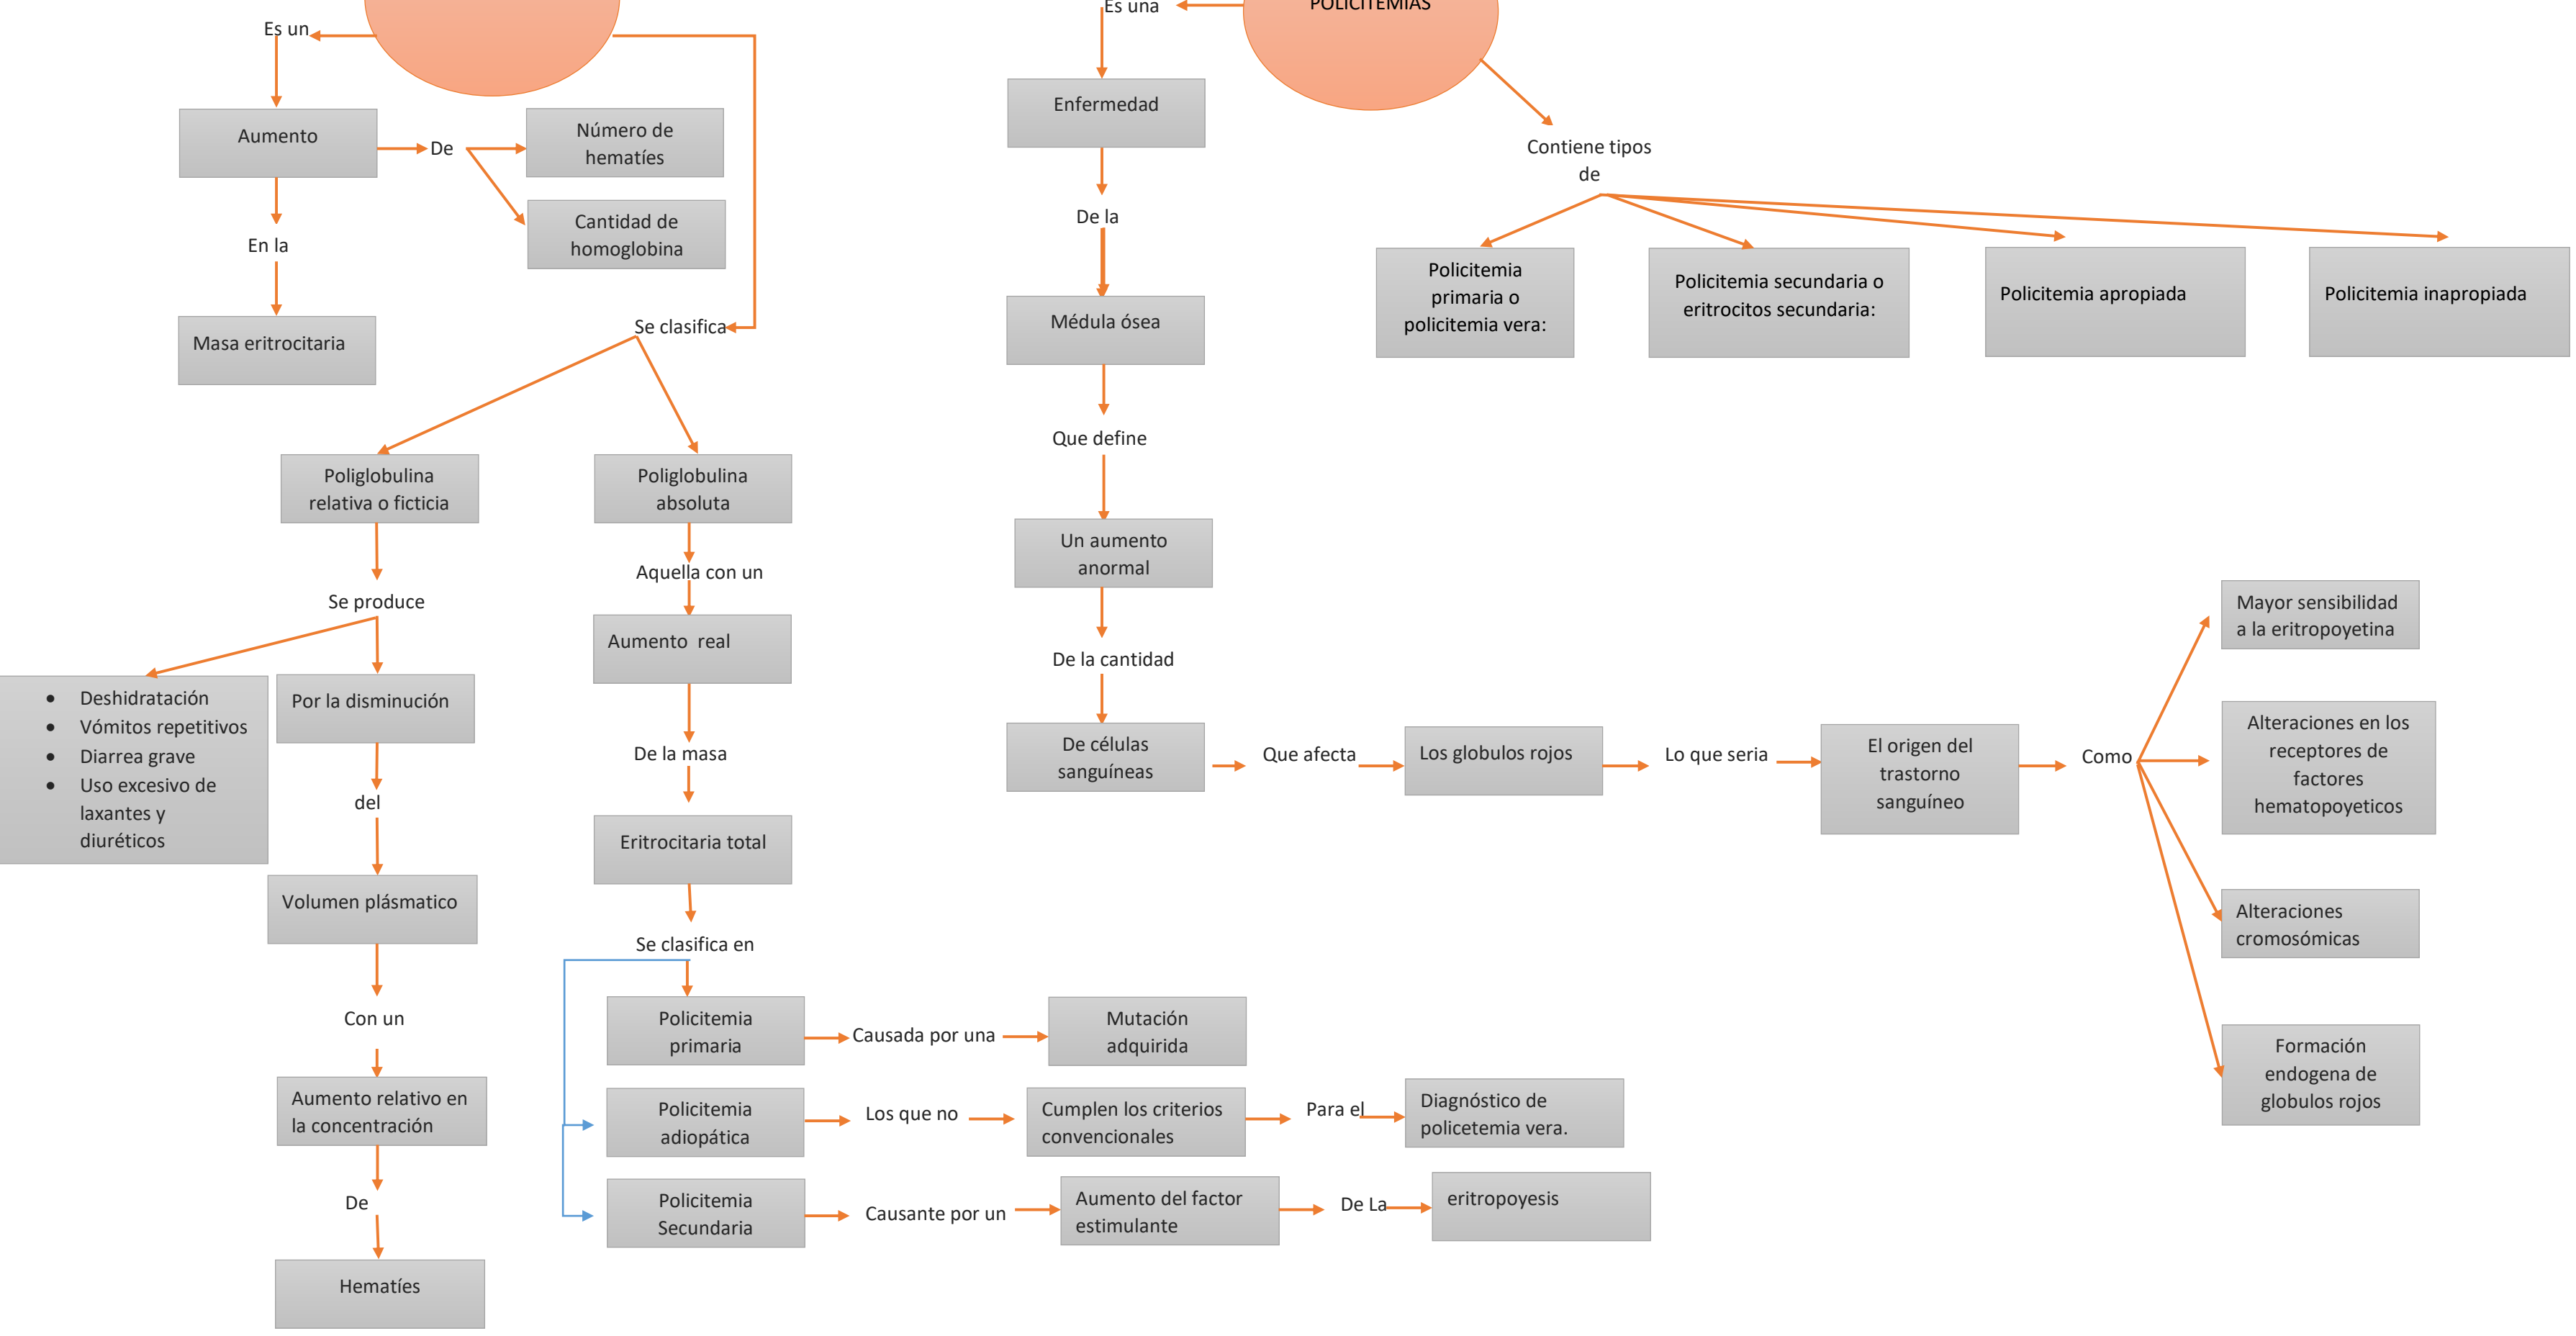 Es un
Aumento
De
Número de
hematíes
Cantidad de
homoglobina
En la
Masa eritrocitaria
Se clasifica
Poliglobulina
relativa o ficticia
Poliglobulina
absoluta
Se produce
• Deshidratación
• Vómitos repetitivos
• Diarrea grave
• Uso excesivo de
laxantes y
diuréticos
Por la disminución
del
Volumen plásmatico
Con un
Aumento relativo en
la concentración
De
Hematíes
Aquella con un
Aumento real
De la masa
Eritrocitaria total
Se clasifica en
Policitemia
primaria
Causada por una
Mutación
adquirida
Policitemia
adiopática
Los que no
Cumplen los criterios
convencionales
Para el
Diagnóstico de
policetemia vera.
Policitemia
Secundaria
Causante por un
Aumento del factor
estimulante
De La
eritropoyesis
POLICITEMIAS
Es una
Enfermedad
De la
Médula ósea
Que define
Un aumento
anormal
De la cantidad
De células
sanguíneas
Que afecta
Los globulos rojos
Lo que seria
El origen del
trastorno
sanguíneo
Como
Mayor sensibilidad
a la eritropoyetina
Alteraciones en los
receptores de
factores
hematopoyeticos
Alteraciones
cromosómicas
Formación
endogena de
globulos rojos
Contiene tipos
de
Policitemia
primaria o
policitemia vera:
Policitemia secundaria o
eritrocitos secundaria:
Policitemia apropiada
Policitemia inapropiada